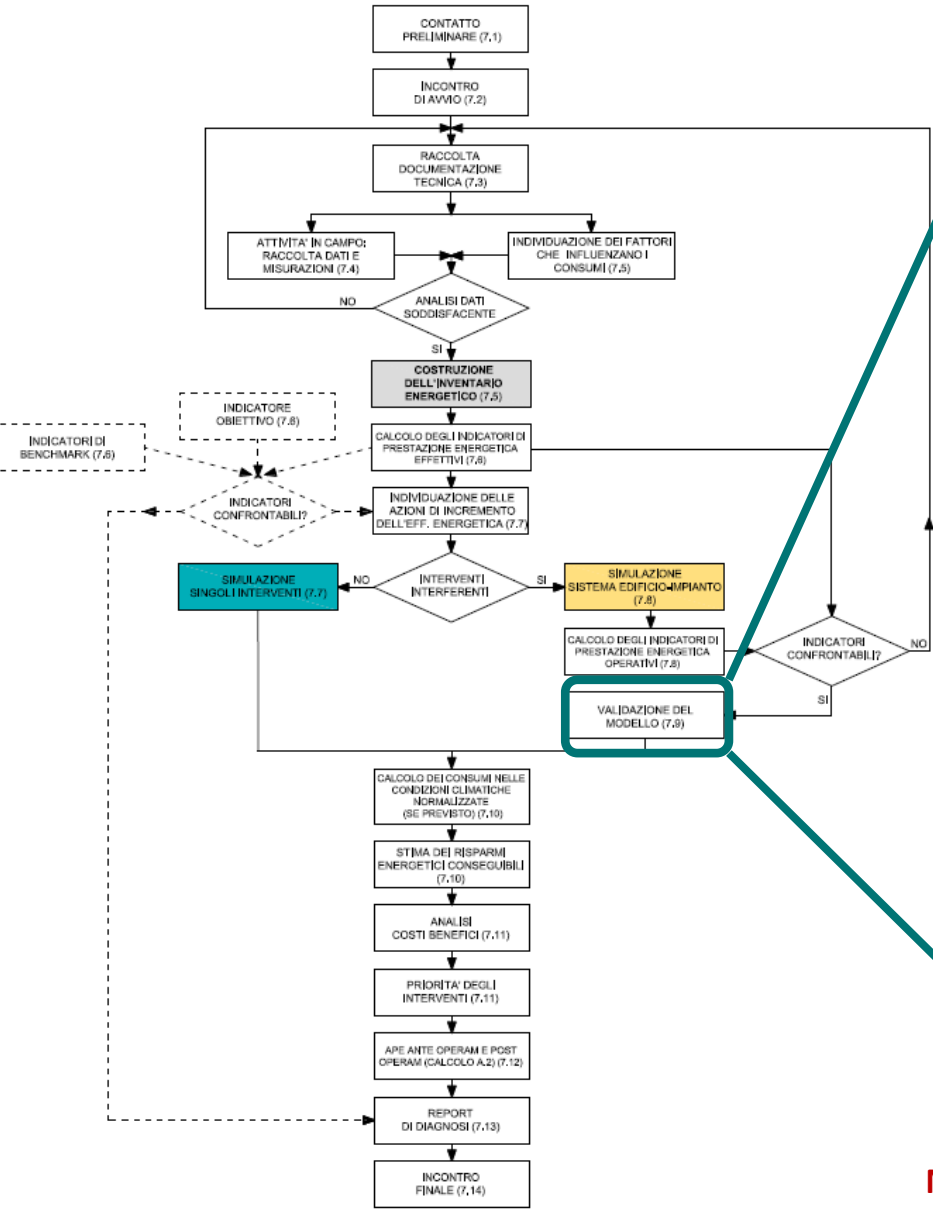 CONTATTO
PRELIMINARE (7.1)
INCONTRO
DI AVVIO (7.2)
RACCOLTA
DOCUMENTAZIONE
TECNICA (7.3)
ATTIVITA' IN CAMPO:
RACCOLTA DATI E
MISURAZIONI (7.4)
INDIVIDUAZIONE DEI FATTORI
CHE INFLUENZANO I
CONSUMI (7.5)
ANALISI DATI
SODDISFACENTE
NO
SI
COSTRUZIONE
DELL'INVENTARIO
ENERGETICO (7.5)
INDICATORE
OBIETTIVO (7.6)
INDICATORI DI
BENCHMARK (7.6)
CALCOLO DEGLI INDICATORI DI
PRESTAZIONE ENERGETICA
EFFETTIVI (7.6)
INDICATORI
CONFRONTABILI?
INDIVIDUAZIONE DELLE
AZIONI DI INCREMENTO
DELL'EFF. ENERGETICA (7.7)
SIMULAZIONE
SINGOLI INTERVENTI (7.7)
NO
INTERVENTI
INTERFERENTI
SI
SIMULAZIONE
SISTEMA EDIFICIO-IMPIANTO
(7.8)
CALCOLO DEGLI INDICATORI DI
PRESTAZIONE ENERGETICA
OPERATIVI (7.8)
INDICATORI
CONFRONTABILI?
NO
SI
VALIDAZIONE DEL
MODELLO (7.9)
CALCOLO DEI CONSUMI NELLE
CONDIZIONI CLIMATICHE
NORMALIZZATE
(SE PREVISTO) (7.10)
STIMA DEI RISPARMI
ENERGETICI CONSEGUIBILI
(7.10)
ANALISI
COSTI BENEFICI (7.11)
PRIORITA' DEGLI
INTERVENTI (7.11)
APE ANTE OPERAM E POST
OPERAM (CALCOLO A.2) (7.12)
REPORT
DI DIAGNOSI (7.13)
INCONTRO
FINALE (7.14)